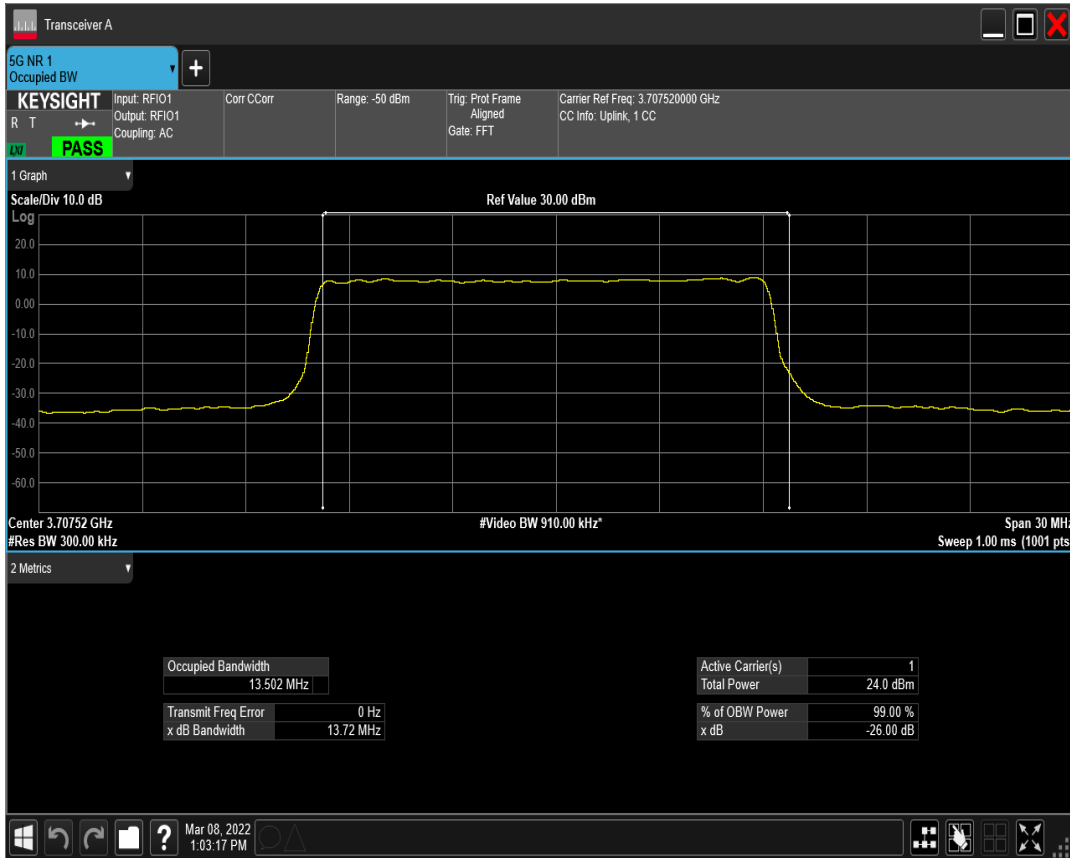 Transceiver A
5G NR 1
Occupied BW
KEYSIGHT
R T
LXI
PASS
Input: RFIO1
Output: RFIO1
Coupling: AC
Corr CCorr
Range: -50 dBm
Trig: Prot Frame
Aligned
Gate: FFT
Carrier Ref Freq: 3.707520000 GHz
CC Info: Uplink, 1 CC
1 Graph
Scale/Div 10.0 dB
Ref Value 30.00 dBm
Log
20.0
10.0
0.00
-10.0
-20.0
-30.0
-40.0
-50.0
-60.0
Center 3.70752 GHz
#Video BW 910.00 kHz*
Span 30 MHz
#Res BW 300.00 kHz
Sweep 1.00 ms (1001 pts
2 Metrics
Occupied Bandwidth
13.502 MHz
Transmit Freq Error 0 Hz
x dB Bandwidth 13.72 MHz
Active Carrier(s) 1
Total Power 24.0 dBm
% of OBW Power 99.00 %
x dB -26.00 dB
?
Mar 08, 2022
1:03:17 PM